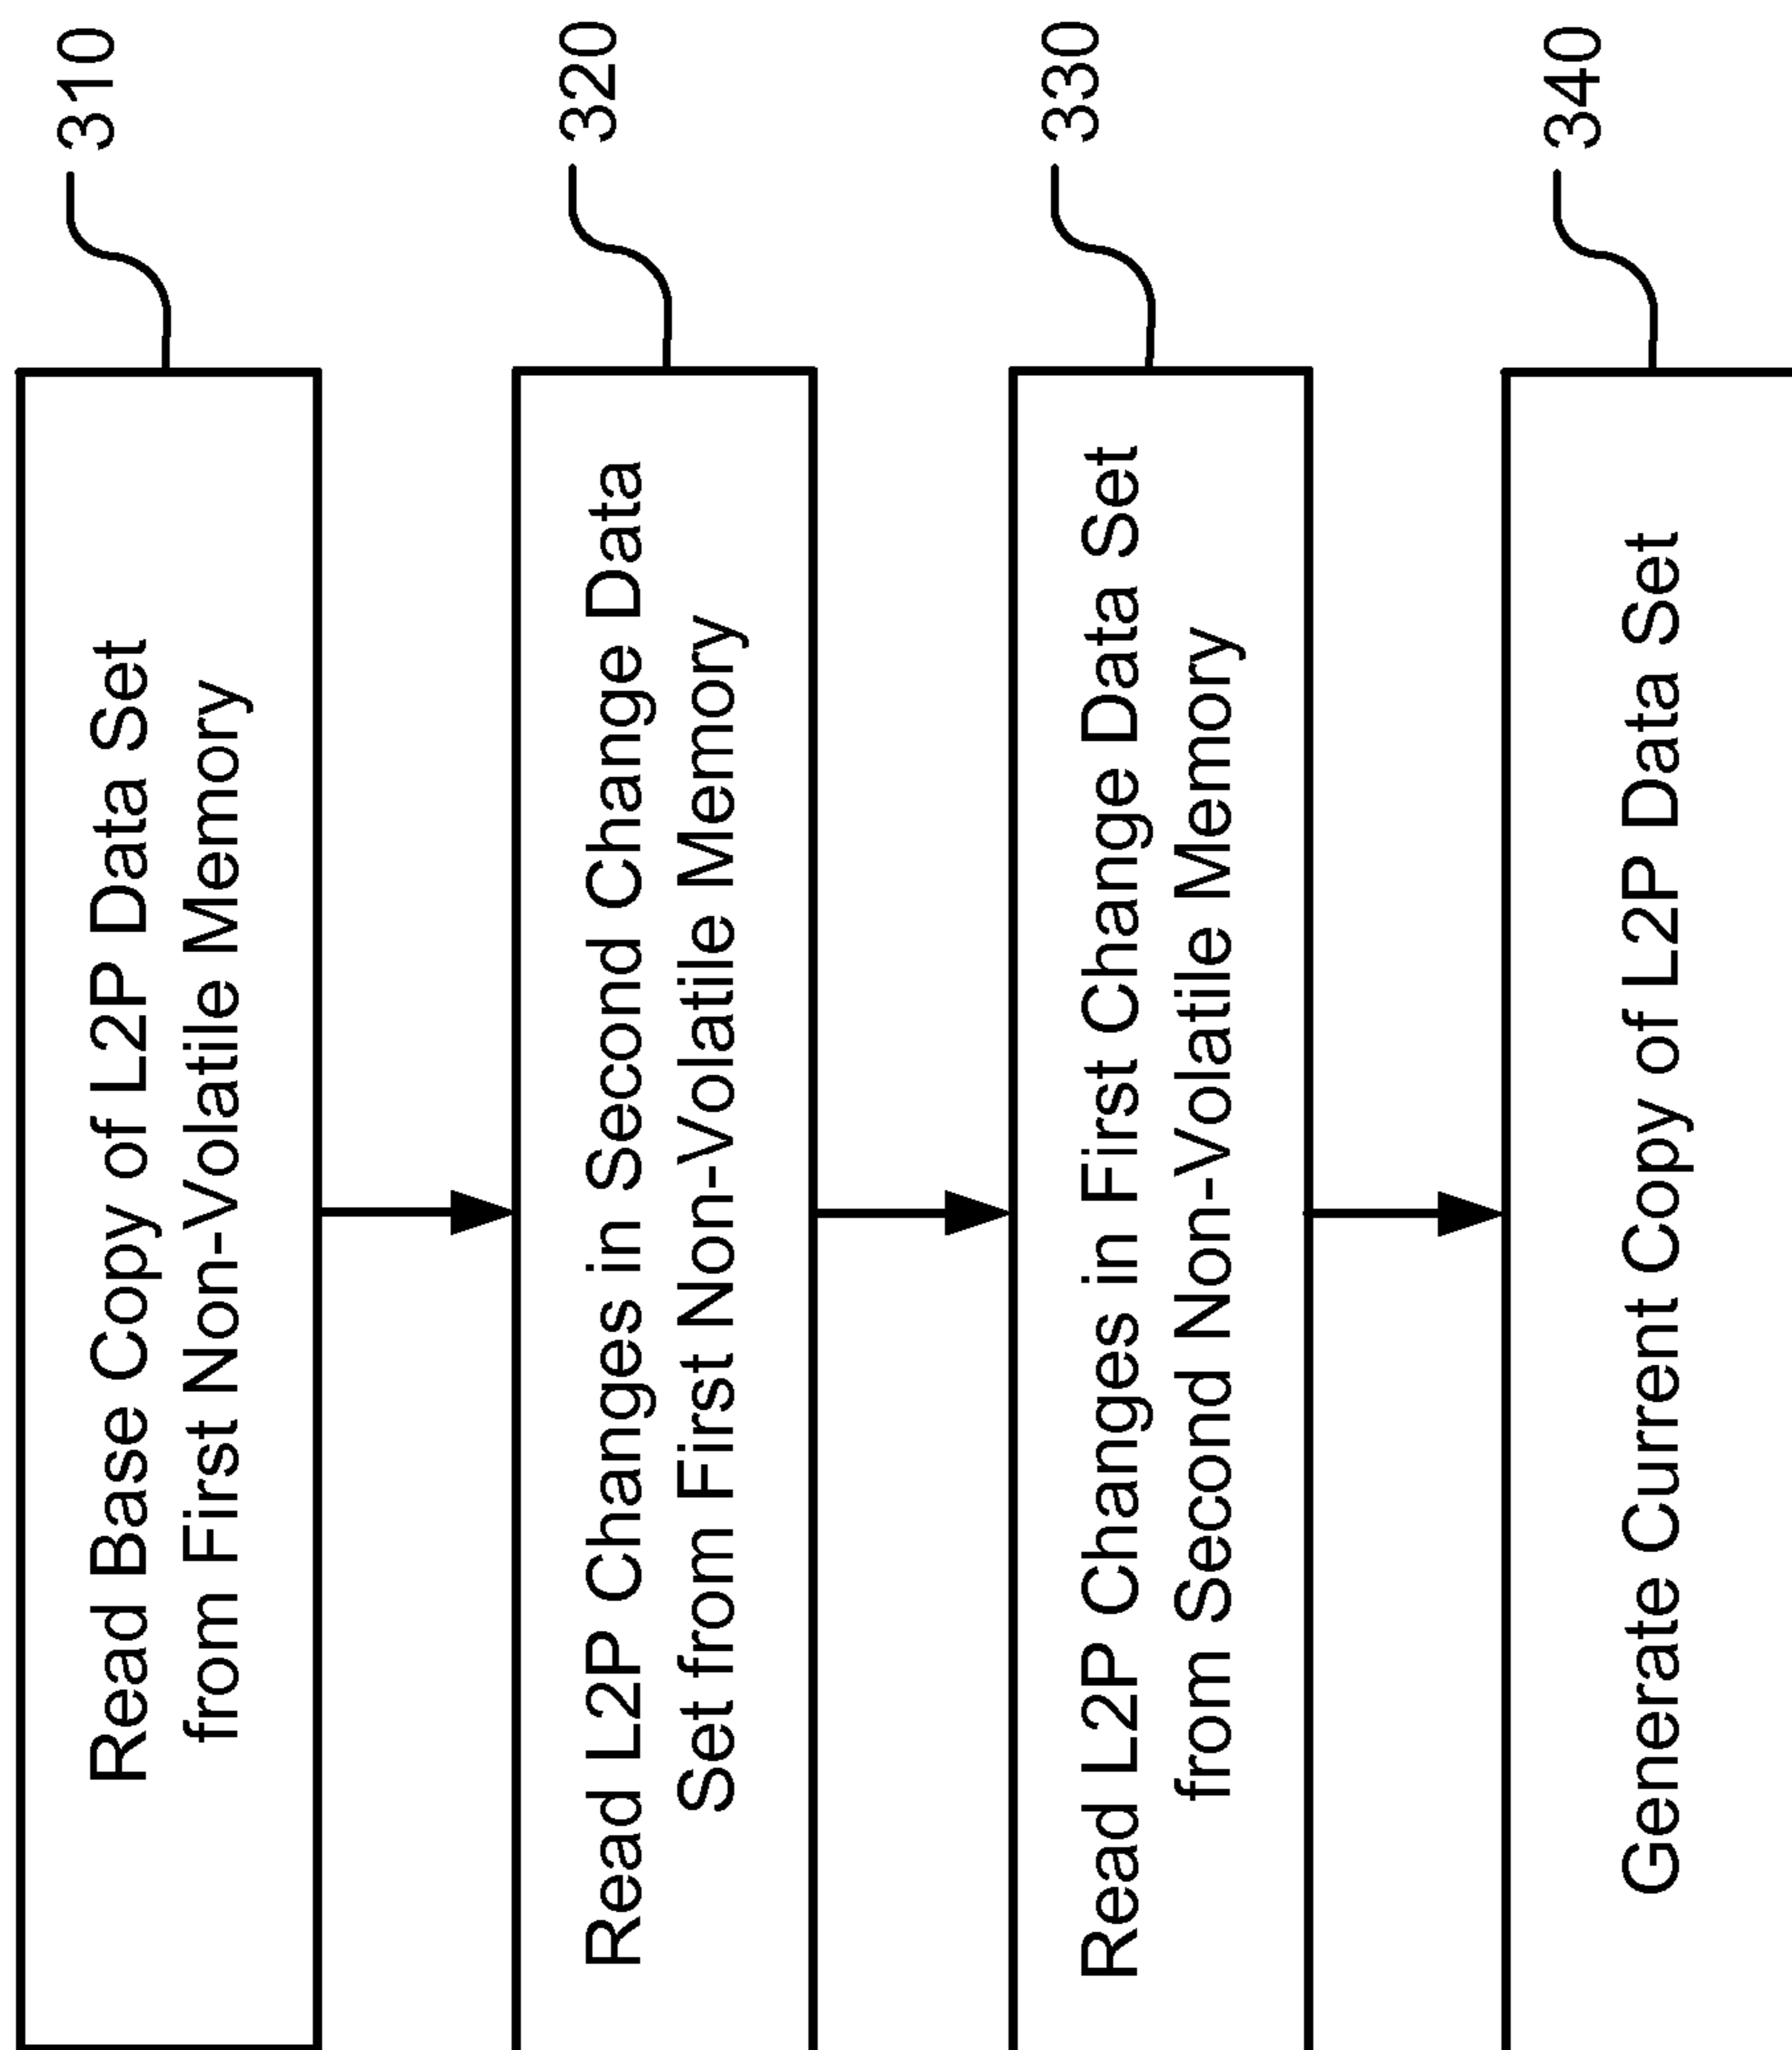 Read Base Copy of L2P Data Set
from First Non-Volatile Memory
310
Read L2P Changes in Second Change Data
Set from First Non-Volatile Memory
320
Read L2P Changes in First Change Data Set
from Second Non-Volatile Memory
330
Generate Current Copy of L2P Data Set
340